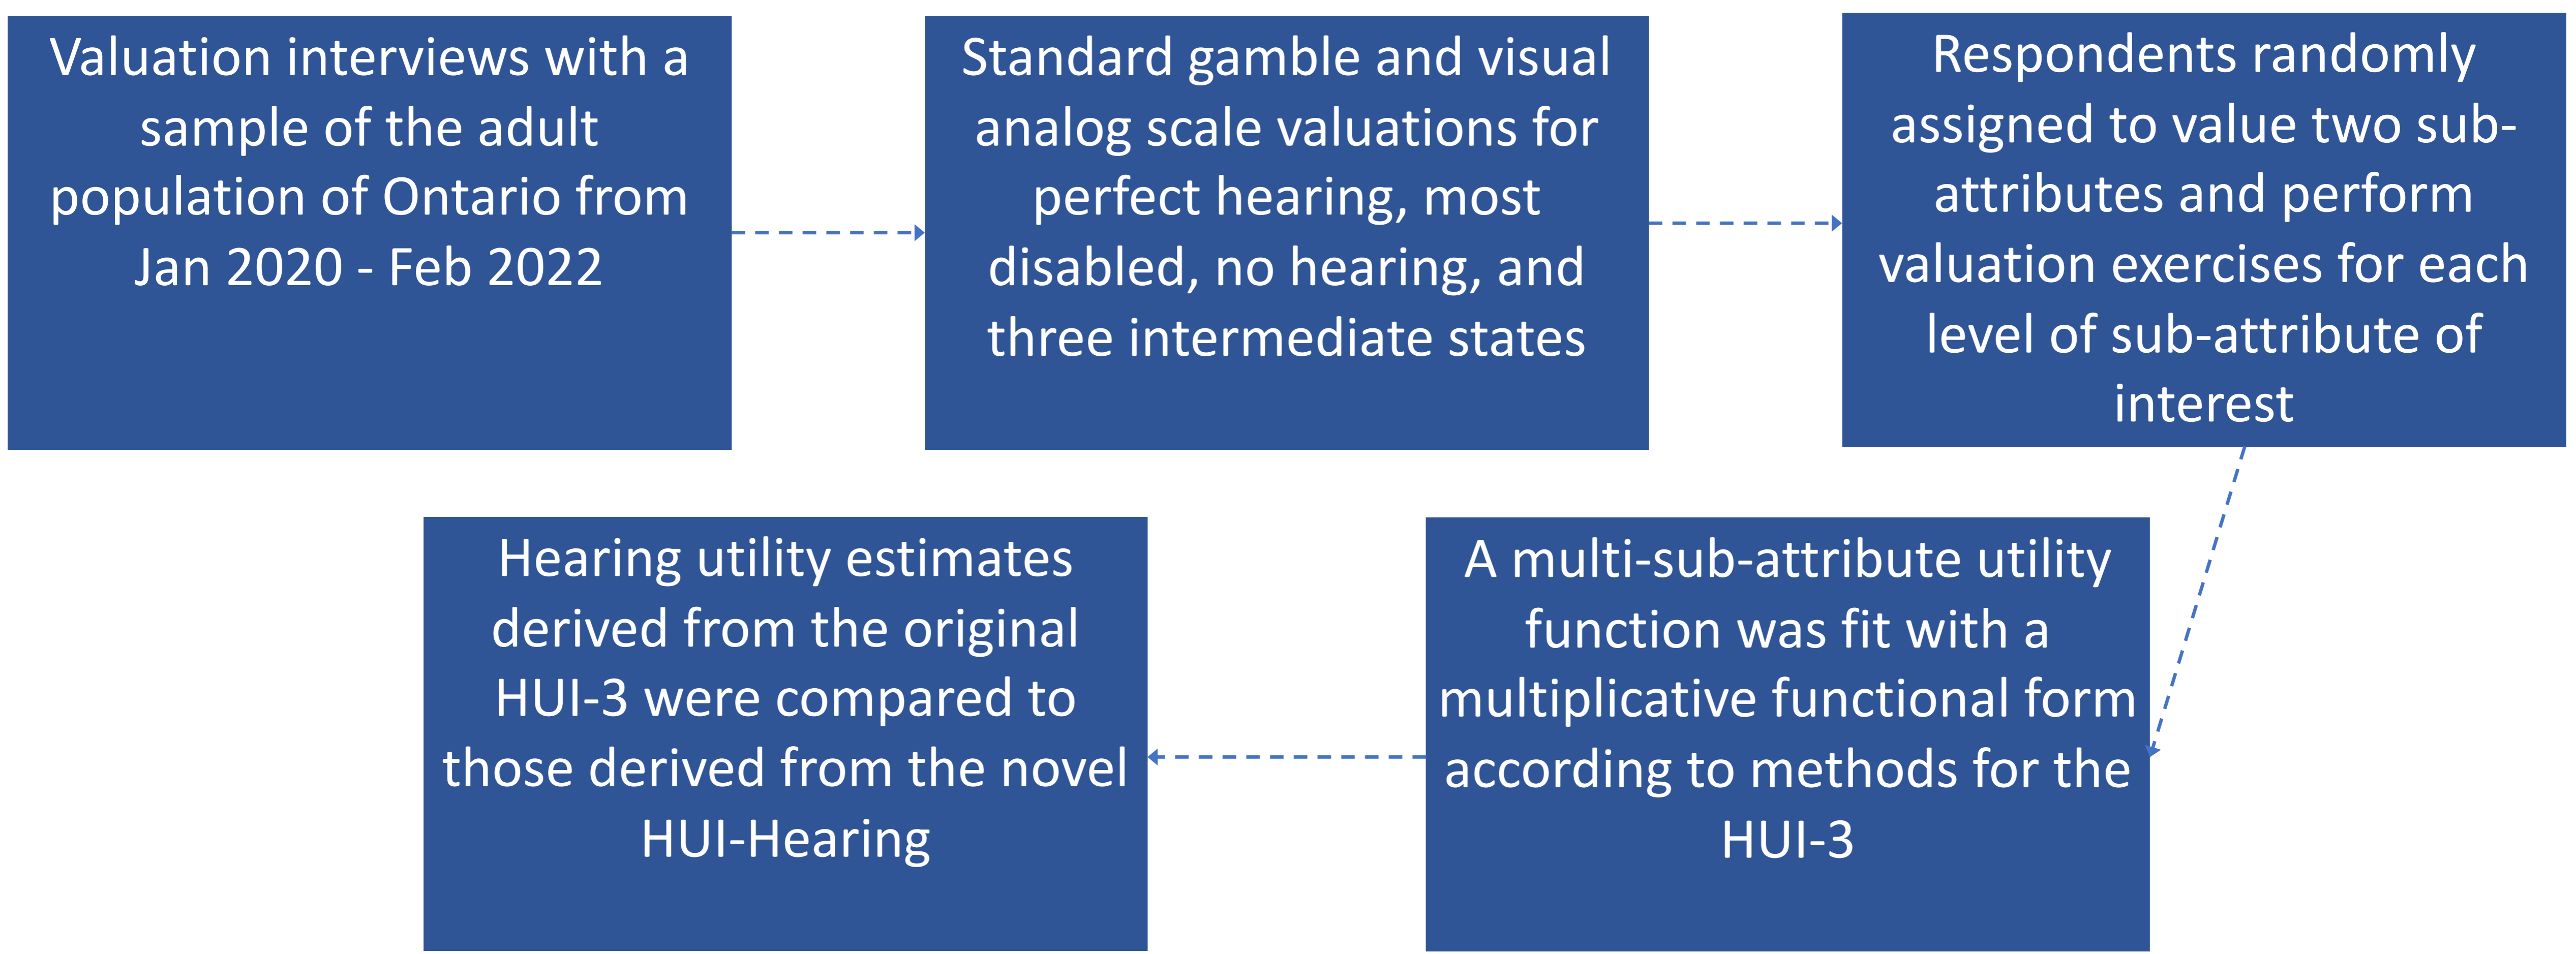 Valuation interviews with a
sample of the adult
population of Ontario from
Jan 2020 - Feb 2022
Standard gamble and visual
analog scale valuations for
perfect hearing, most
disabled, no hearing, and
three intermediate states
Respondents randomly
assigned to value two sub-
attributes and perform
valuation exercises for each
level of sub-attribute of
interest
A multi-sub-attribute utility
function was fit with a
multiplicative functional form
according to methods for the
HUI-3
Hearing utility estimates
derived from the original
HUI-3 were compared to
those derived from the novel
HUI-Hearing